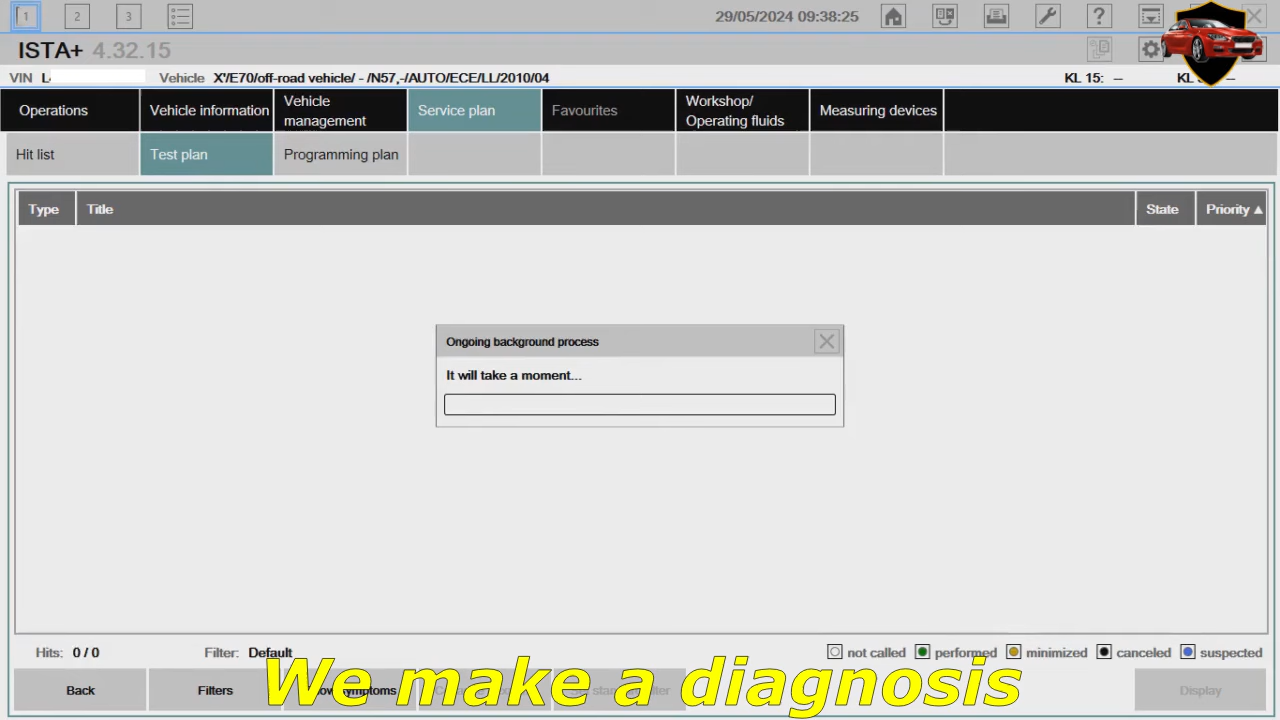 1 2 3 29/05/2024 09:38:25 ?
ISTA+ 4.32.15
VIN L Vehicle X'/E70/off-road vehicle/ - /N57,-/AUTO/ECE/LL/2010/04 KL 15: --
Operations Vehicle information Vehicle management Service plan Favourites Workshop/ Operating fluids Measuring devices
Hit list Test plan Programming plan
Type Title State Priority ▲
Ongoing background process
It will take a moment...
Hits: 0 / 0 Filter: Default not called performed minimized canceled suspected
Back Filters Display
We make a diagnosis